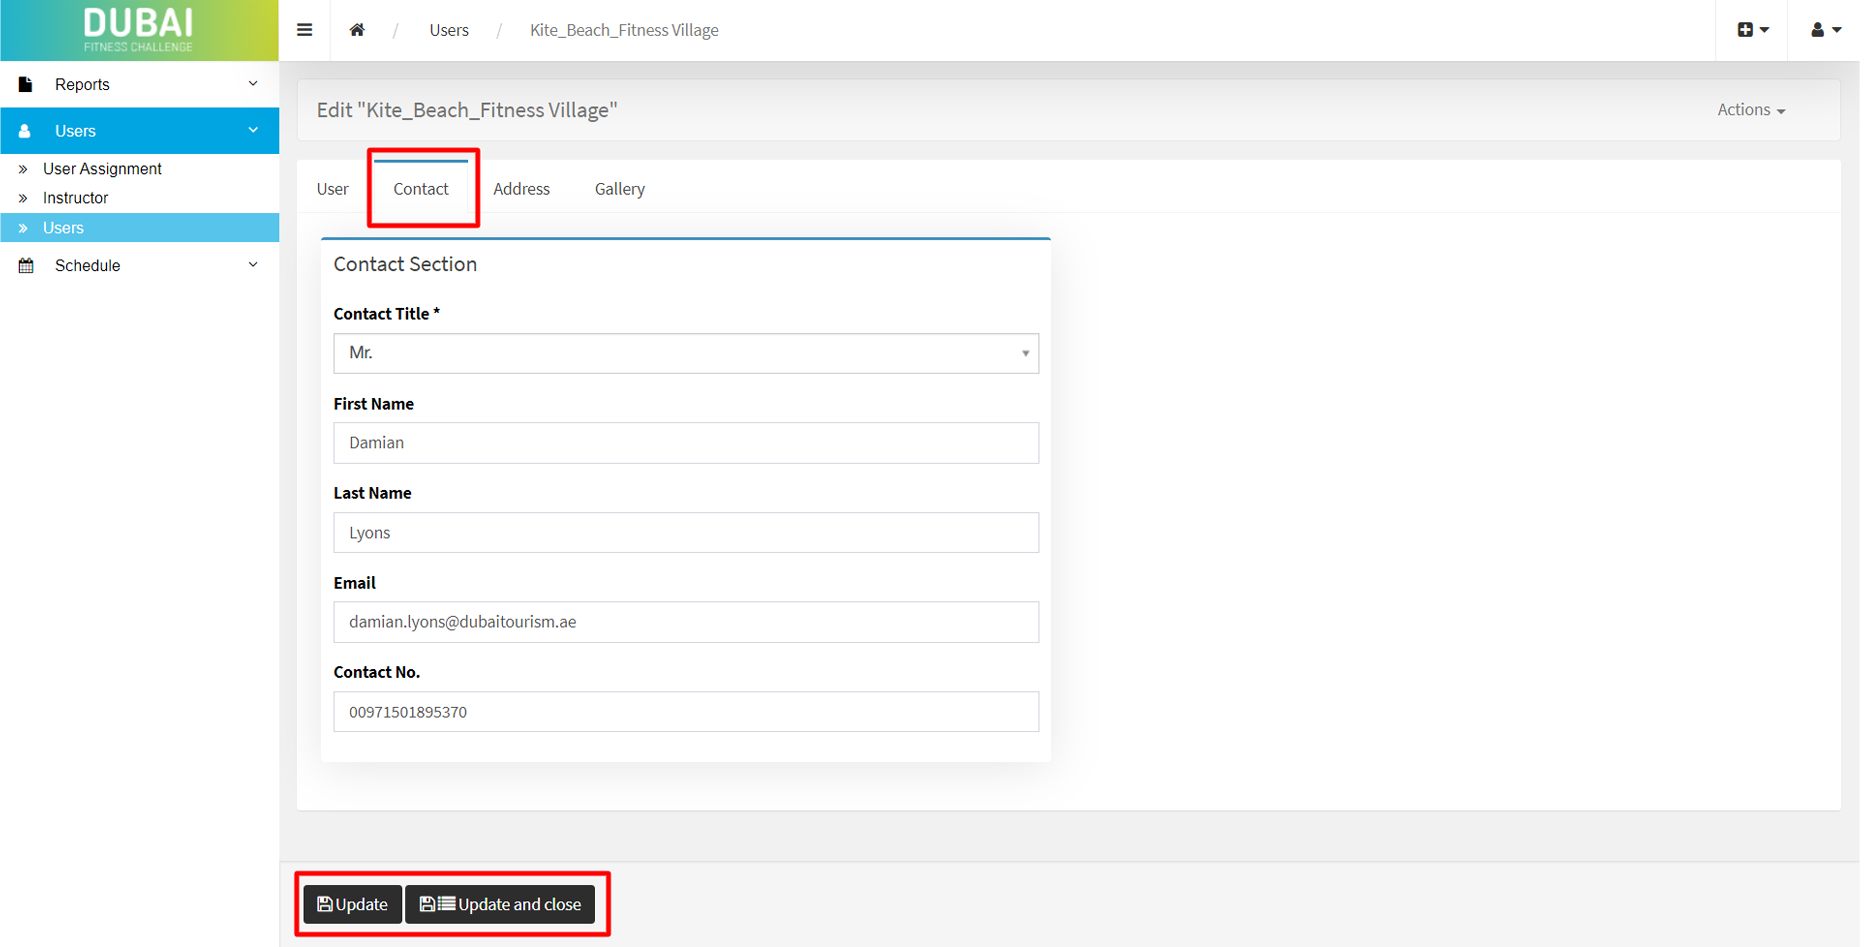 DUBAI
FITNESS CHALLENGE
/ Users / Kite_Beach_Fitness Village
Reports
Users
User Assignment
Instructor
Users
Schedule
Edit "Kite_Beach_Fitness Village"
Actions
User Contact Address Gallery
Contact Section
Contact Title *
Mr.
First Name
Damian
Last Name
Lyons
Email
damian.lyons@dubaitourism.ae
Contact No.
00971501895370
Update Update and close